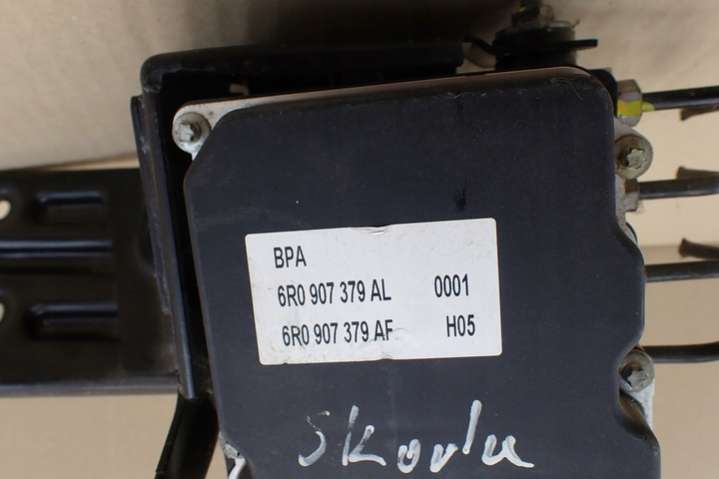 BPA
6R0 907 379 AL 0001
6R0 907 379 AF H05
Skoda